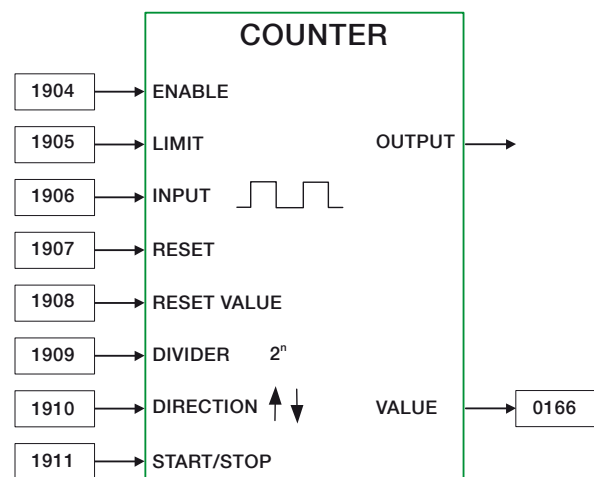 COUNTER
1904 ENABLE
1905 LIMIT OUTPUT
1906 INPUT
1907 RESET
1908 RESET VALUE
1909 DIVIDER 2ⁿ
1910 DIRECTION VALUE 0166
1911 START/STOP